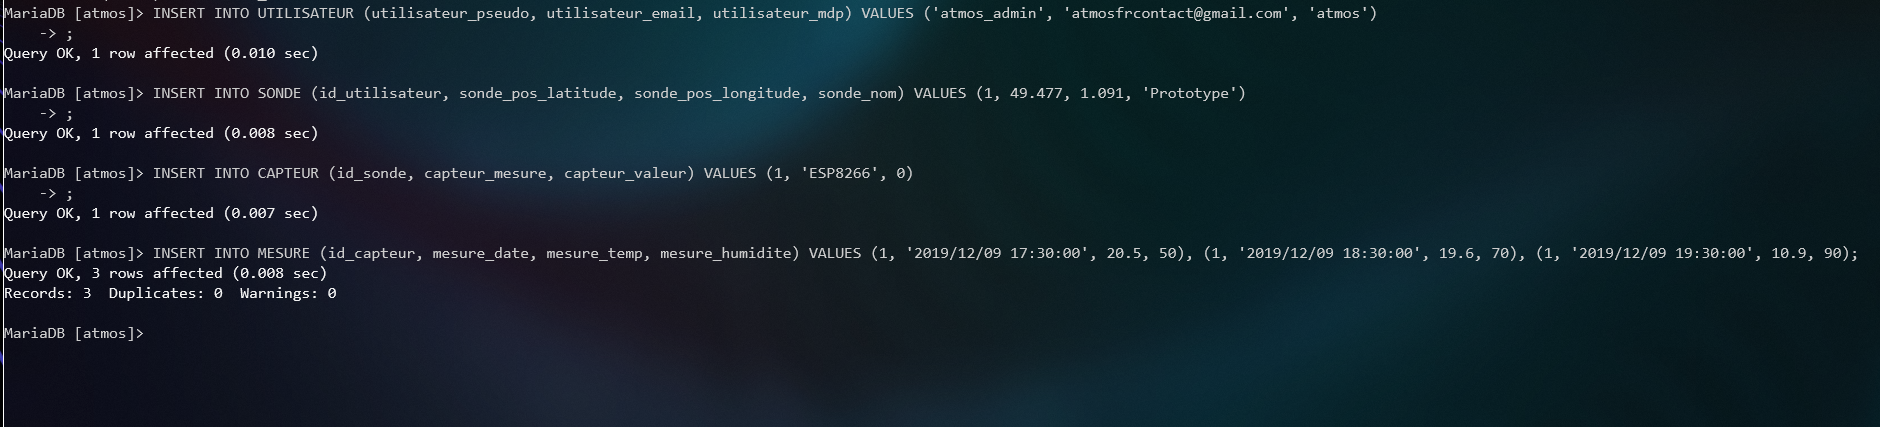 MariaDB [atmos]> INSERT INTO UTILISATEUR (utilisateur_pseudo, utilisateur_email, utilisateur_mdp) VALUES ('atmos_admin', 'atmosfrcontact@gmail.com', 'atmos')
    -> ;
Query OK, 1 row affected (0.010 sec)

MariaDB [atmos]> INSERT INTO SONDE (id_utilisateur, sonde_pos_latitude, sonde_pos_longitude, sonde_nom) VALUES (1, 49.477, 1.091, 'Prototype')
    -> ;
Query OK, 1 row affected (0.008 sec)

MariaDB [atmos]> INSERT INTO CAPTEUR (id_sonde, capteur_mesure, capteur_valeur) VALUES (1, 'ESP8266', 0)
    -> ;
Query OK, 1 row affected (0.007 sec)

MariaDB [atmos]> INSERT INTO MESURE (id_capteur, mesure_date, mesure_temp, mesure_humidite) VALUES (1, '2019/12/09 17:30:00', 20.5, 50), (1, '2019/12/09 18:30:00', 19.6, 70), (1, '2019/12/09 19:30:00', 10.9, 90);
Query OK, 3 rows affected (0.008 sec)
Records: 3  Duplicates: 0  Warnings: 0

MariaDB [atmos]>